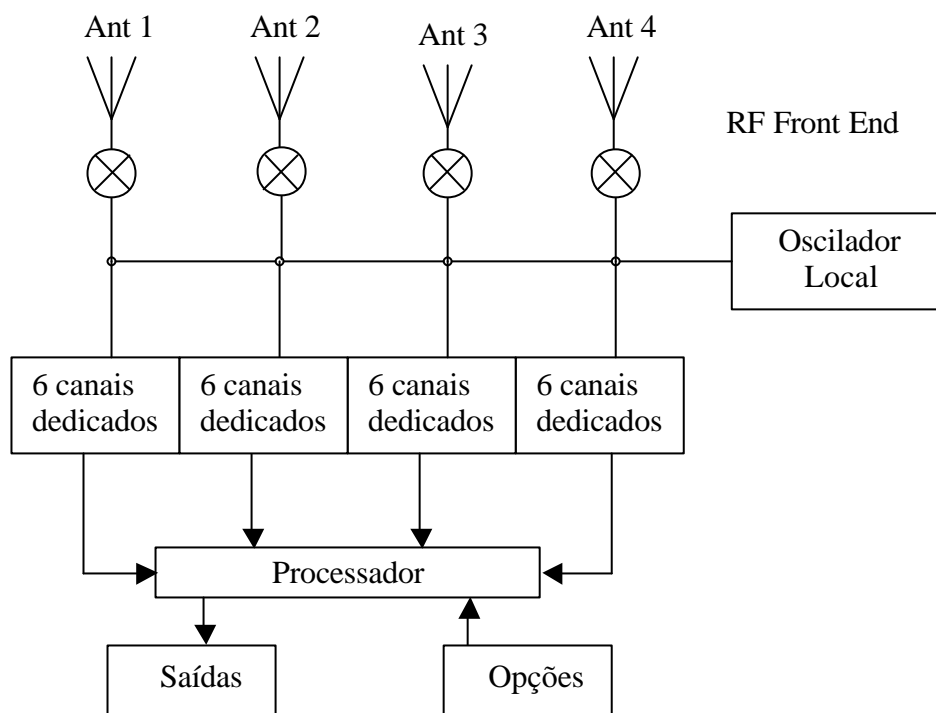 Ant 1
Ant 2
Ant 3
Ant 4
RF Front End
Oscilador
Local
6 canais
dedicados
6 canais
dedicados
6 canais
dedicados
6 canais
dedicados
Processador
Saídas
Opções